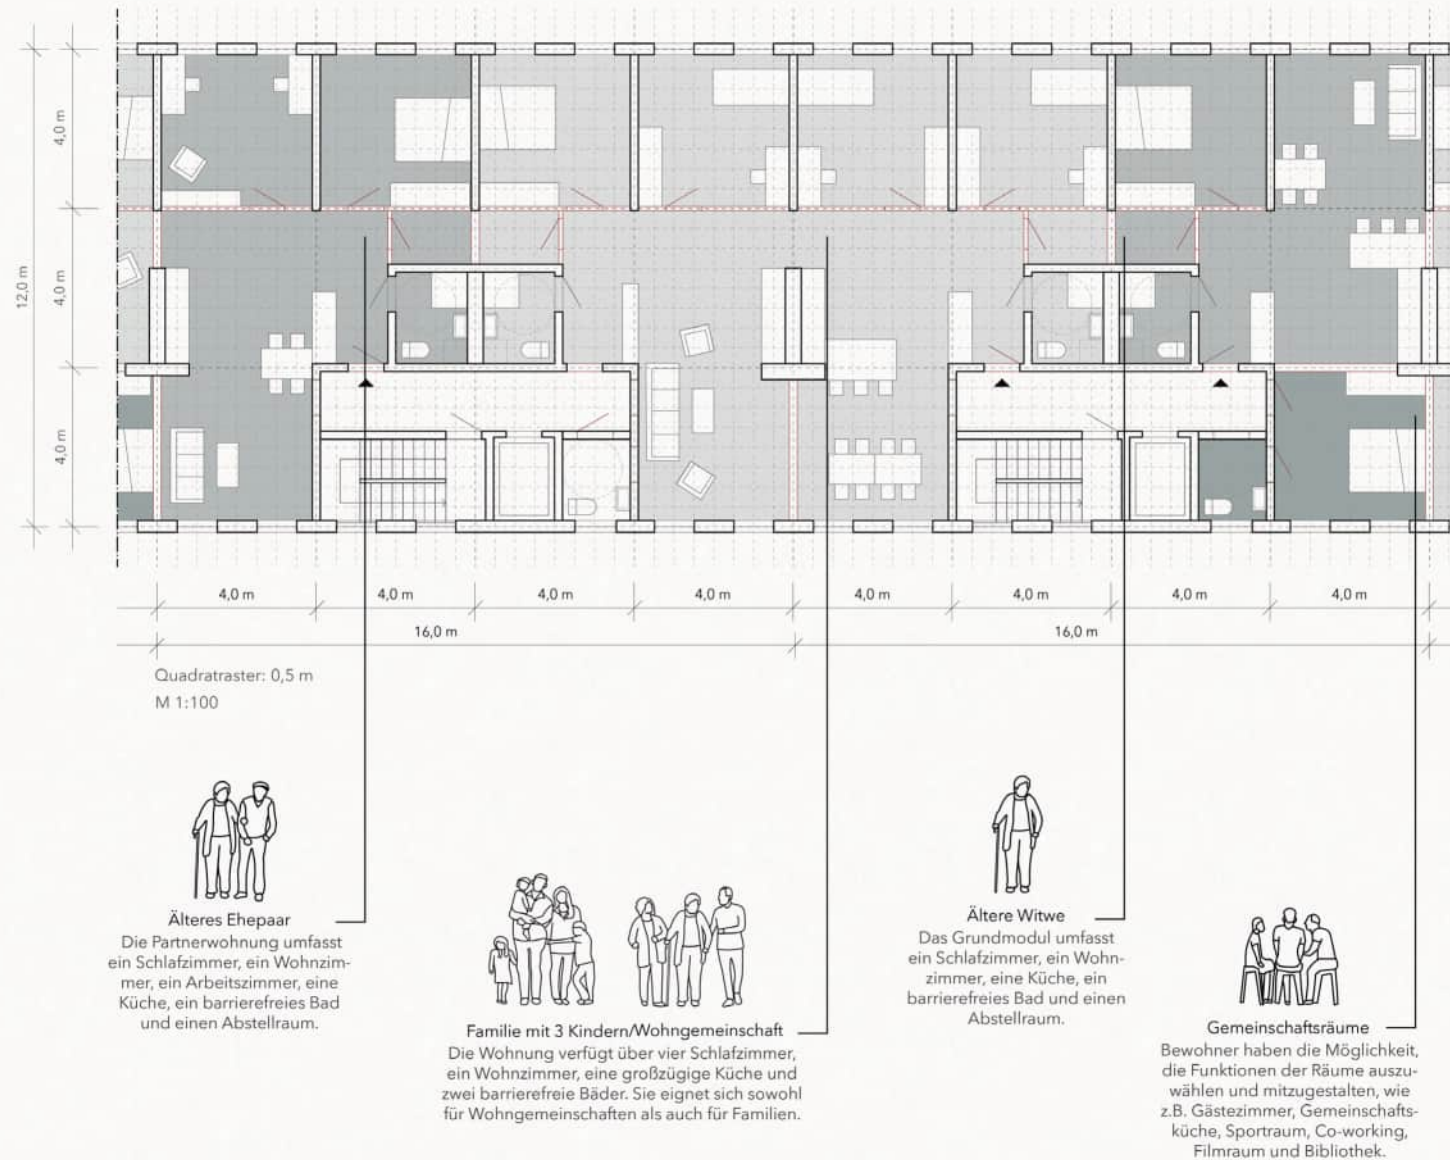 4,0 m
12,0 m
4,0 m
4,0 m
4,0 m
4,0 m
4,0 m
4,0 m
4,0 m
4,0 m
4,0 m
4,0 m
16,0 m
16,0 m
Quadratraster: 0,5 m
M 1:100
Älteres Ehepaar
Die Partnerwohnung umfasst
ein Schlafzimmer, ein Wohnzim-
mer, ein Arbeitszimmer, eine
Küche, ein barrierefreies Bad
und einen Abstellraum.
Familie mit 3 Kindern/Wohngemeinschaft
Die Wohnung verfügt über vier Schlafzimmer,
ein Wohnzimmer, eine großzügige Küche und
zwei barrierefreie Bäder. Sie eignet sich sowohl
für Wohngemeinschaften als auch für Familien.
Ältere Witwe
Das Grundmodul umfasst
ein Schlafzimmer, ein Wohn-
zimmer, eine Küche, ein
barrierefreies Bad und einen
Abstellraum.
Gemeinschaftsräume
Bewohner haben die Möglichkeit,
die Funktionen der Räume auszu-
wählen und mitzugestalten, wie
z.B. Gästezimmer, Gemeinschafts-
küche, Sportraum, Co-working,
Filmraum und Bibliothek.